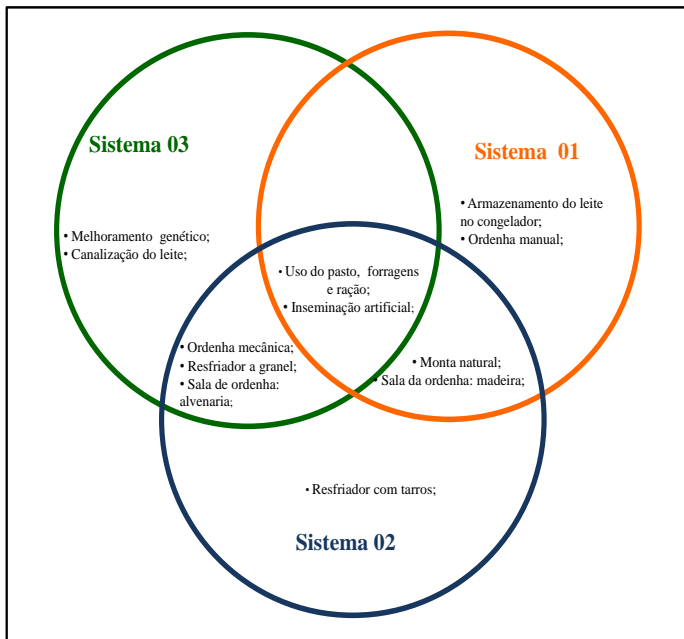 Sistema 03
Sistema 01
• Armazenamento do leite
no congelador;
• Ordenha manual;
• Melhoramento genético;
• Canalização do leite;
• Uso do pasto, forragens
e ração;
• Inseminação artificial;
• Ordenha mecânica;
• Resfriador a granel;
• Sala de ordenha:
alvenaria;
• Monta natural;
• Sala da ordenha: madeira;
• Resfriador com tarros;
Sistema 02